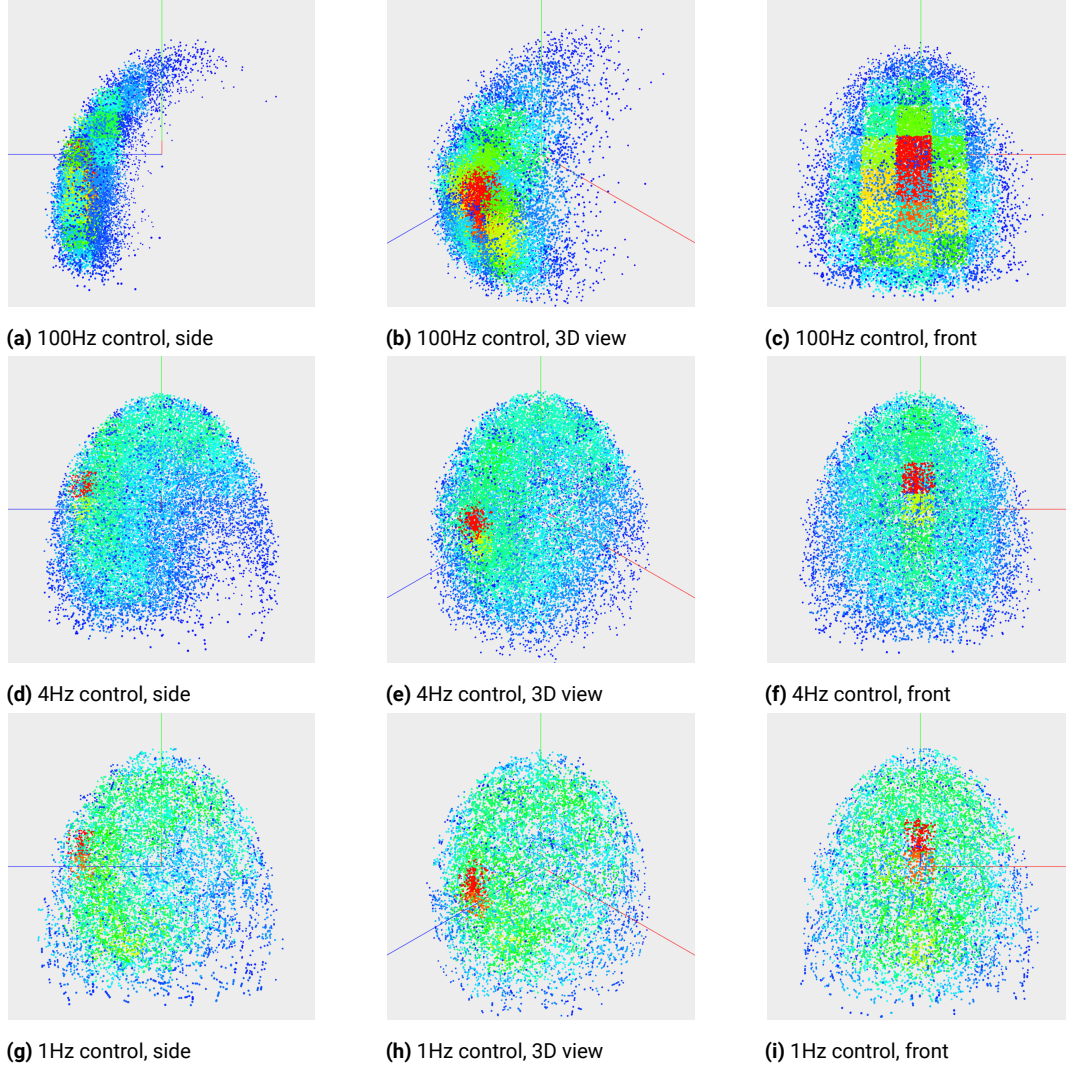 (a) 100Hz control, side
(b) 100Hz control, 3D view
(c) 100Hz control, front
(d) 4Hz control, side
(e) 4Hz control, 3D view
(f) 4Hz control, front
(g) 1Hz control, side
(h) 1Hz control, 3D view
(i) 1Hz control, front